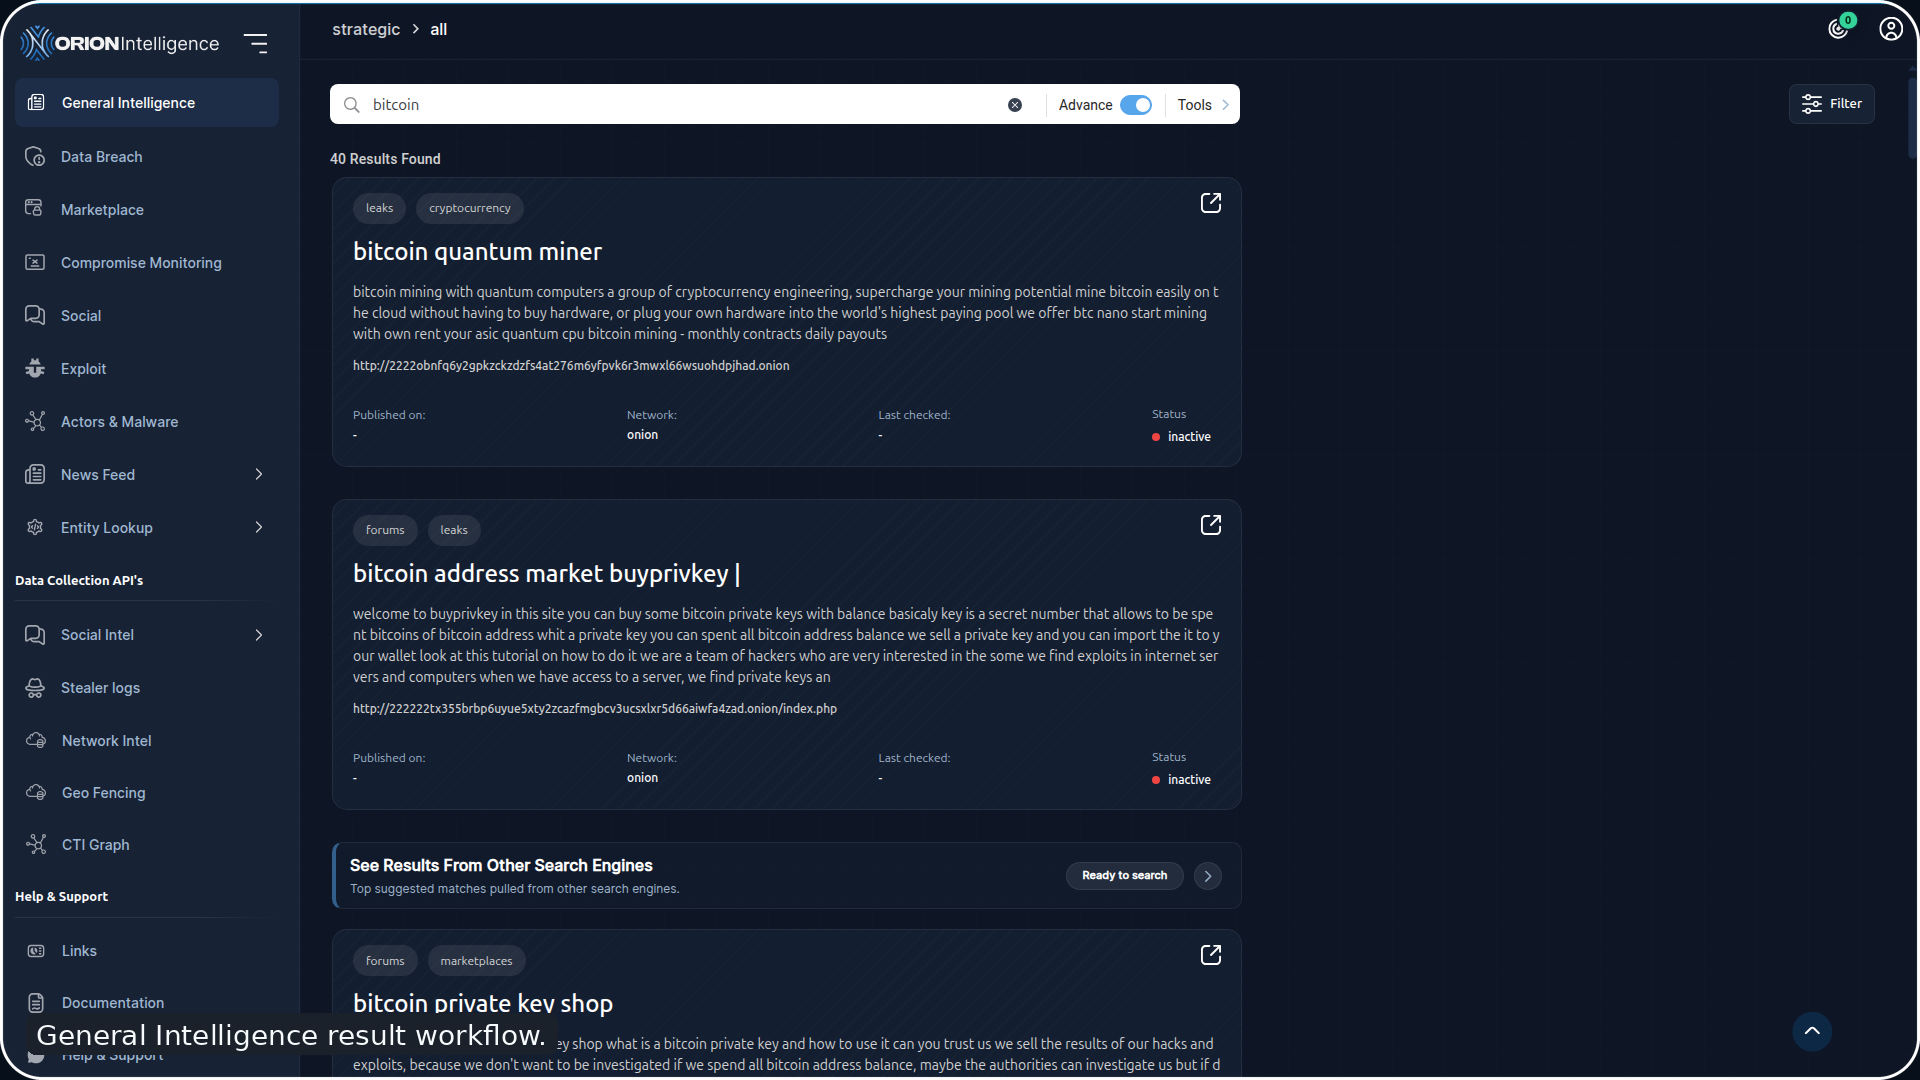 ORIONIntelligence
strategic > all
0
General Intelligence
Data Breach
Marketplace
Compromise Monitoring
Social
Exploit
Actors & Malware
News Feed
Entity Lookup
Data Collection API's
Social Intel
Stealer logs
Network Intel
Geo Fencing
CTI Graph
Help & Support
Links
Documentation
Help & Support
bitcoin
Advance
Tools
Filter
40 Results Found
leaks cryptocurrency
bitcoin quantum miner
bitcoin mining with quantum computers a group of cryptocurrency engineering, supercharge your mining potential mine bitcoin easily on t
he cloud without having to buy hardware, or plug your own hardware into the world's highest paying pool we offer btc nano start mining
with own rent your asic quantum cpu bitcoin mining - monthly contracts daily payouts
http://2222obnfq6y2gpkzckzdzfs4at276m6yfpvk6r3mwxl66wsuohdpjhad.onion
Published on: Network: Last checked: Status
- onion - inactive
forums leaks
bitcoin address market buyprivkey |
welcome to buyprivkey in this site you can buy some bitcoin private keys with balance basicaly key is a secret number that allows to be spe
nt bitcoins of bitcoin address whit a private key you can spent all bitcoin address balance we sell a private key and you can import the it to y
our wallet look at this tutorial on how to do it we are a team of hackers who are very interested in the some we find exploits in internet ser
vers and computers when we have access to a server, we find private keys an
http://222222tx355brbp6uyue5xty2zcazfmgbcv3ucsxlxr5d66aiwfa4zad.onion/index.php
Published on: Network: Last checked: Status
- onion - inactive
See Results From Other Search Engines
Top suggested matches pulled from other search engines.
Ready to search
forums marketplaces
bitcoin private key shop
ey shop what is a bitcoin private key and how to use it can you trust us we sell the results of our hacks and
exploits, because we don't want to be investigated if we spend all bitcoin address balance, maybe the authorities can investigate us but if d
General Intelligence result workflow.